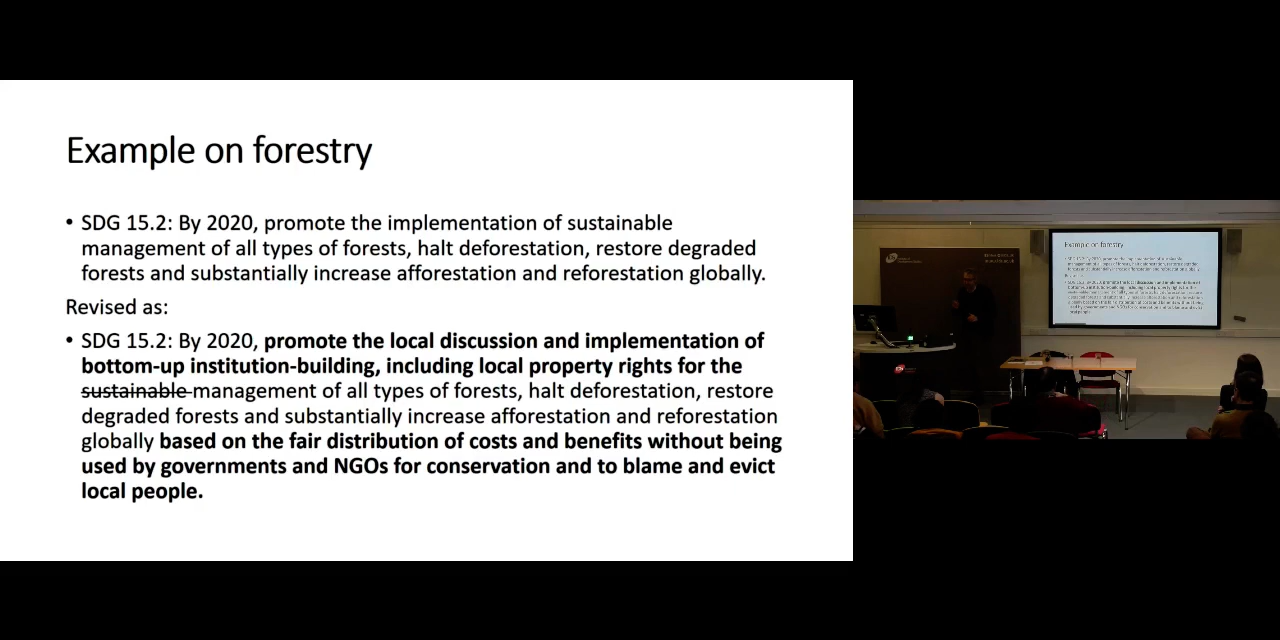 Example on forestry
• SDG 15.2: By 2020, promote the implementation of sustainable
management of all types of forests, halt deforestation, restore degraded
forests and substantially increase afforestation and reforestation globally.
Revised as:
• SDG 15.2: By 2020, promote the local discussion and implementation of
bottom-up institution-building, including local property rights for the
sustainable management of all types of forests, halt deforestation, restore
degraded forests and substantially increase afforestation and reforestation
globally based on the fair distribution of costs and benefits without being
used by governments and NGOs for conservation and to blame and evict
local people.
Example on forestry